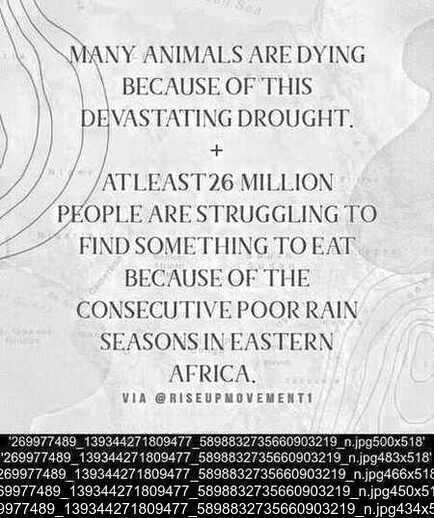 MANY ANIMALS ARE DYING
BECAUSE OF THIS
DEVASTATING DROUGHT.
+
ATLEAST26 MILLION
PEOPLE ARE STRUGGLING TO
FIND SOMETHING TO EAT
BECAUSE OF THE
CONSECUTIVE POOR RAIN
SEASONS IN EASTERN
AFRICA.
VIA @RISEUPMOVEMENT1
'269977489_139344271809477_5898832735660903219_n.jpg500x518'
'269977489_139344271809477_5898832735660903219_n.jpg483x518'
269977489_139344271809477_5898832735660903219_n.jpg466x518
69977489_139344271809477_5898832735660903219_n.jpg450x51
9977489_139344271809477_5898832735660903219_n.jpg434x5